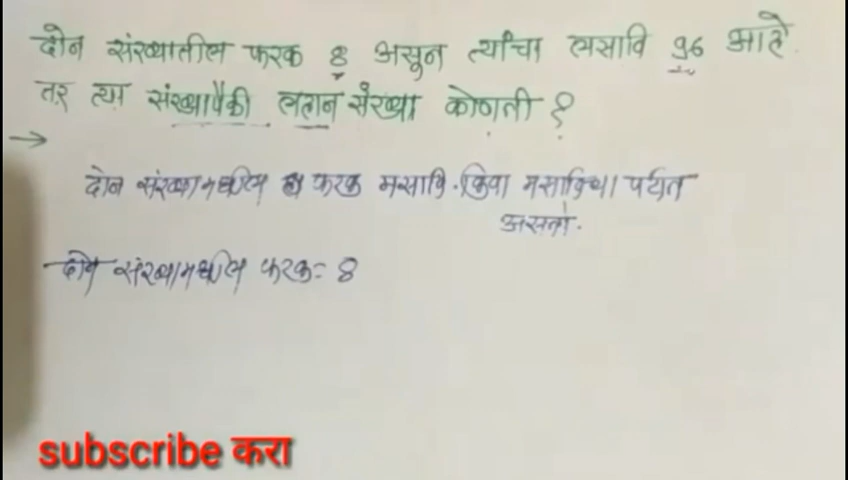 दोन संख्यातील फरक 8 असून त्यांचा लसावि 96 आहे.
तर त्या संख्यापैकी लहान संख्या कोणती ?
→
दोन संख्यामधील फरक मसावि किंवा मसाविच्या पटीत
असतो.
दोन संख्यामधील फरक = 8
subscribe करा